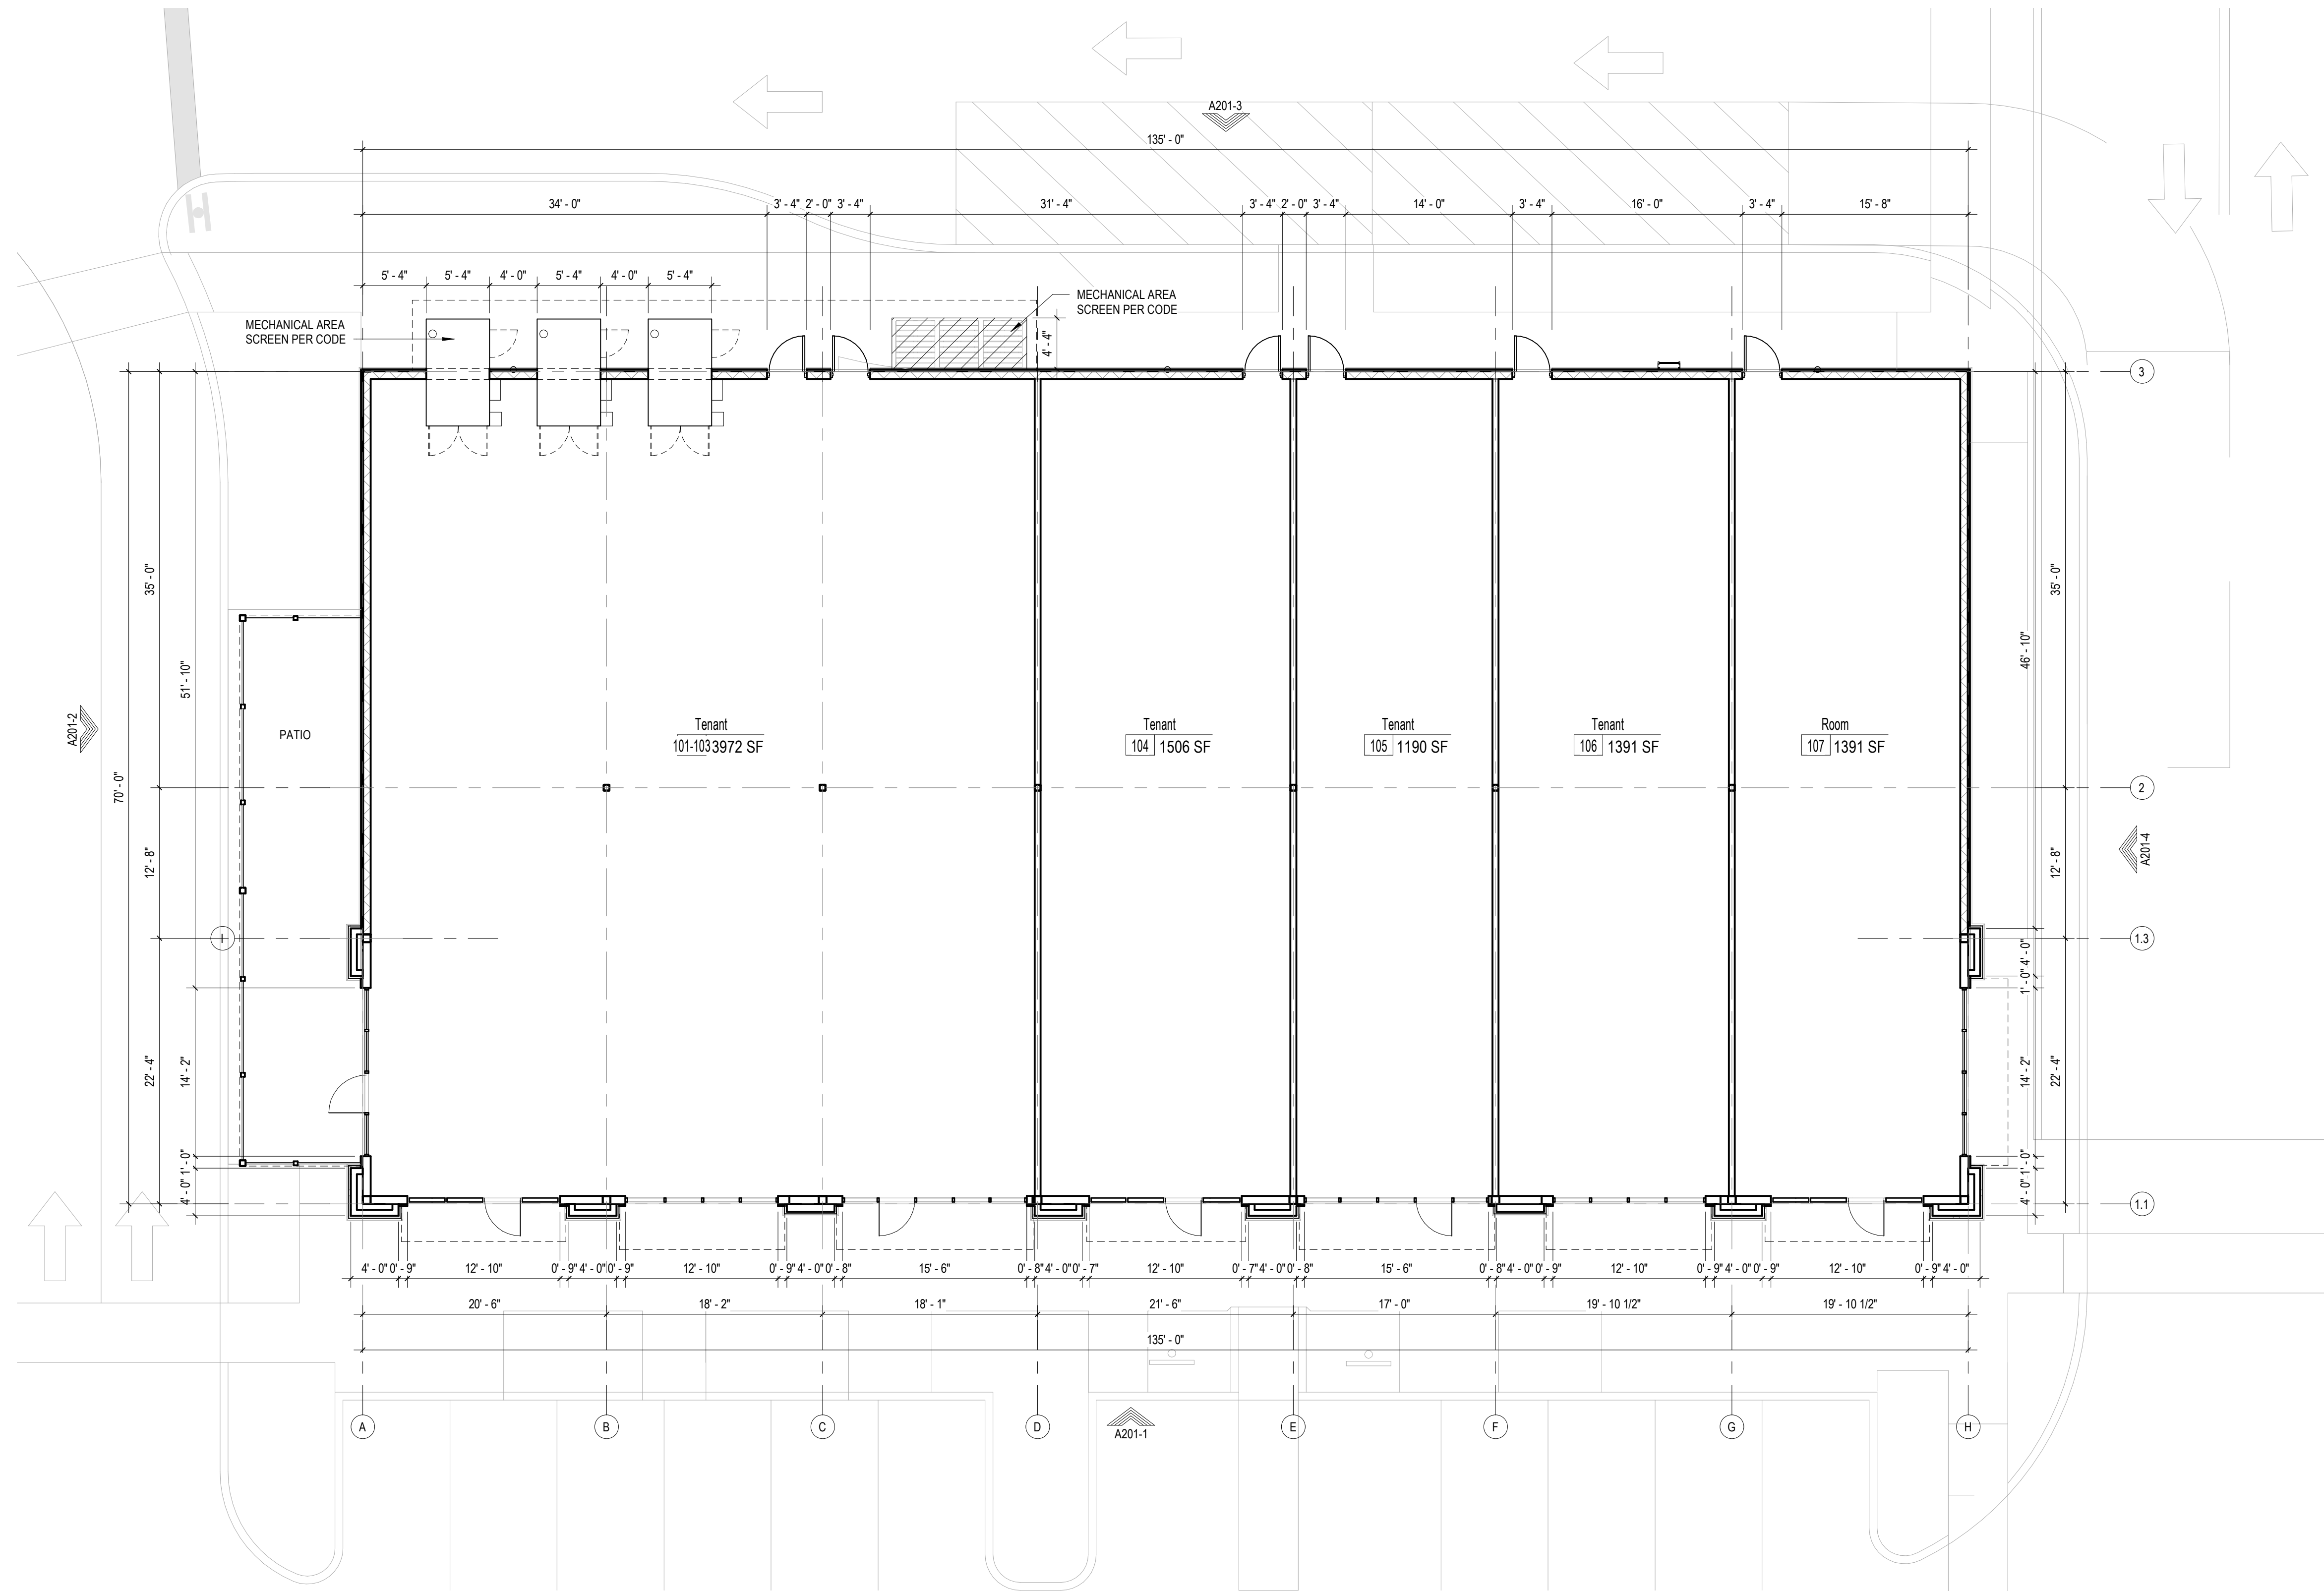 A201-3
135' - 0"
34' - 0"
3' - 4"
2' - 0"
3' - 4"
31' - 4"
3' - 4"
2' - 0"
3' - 4"
14' - 0"
3' - 4"
16' - 0"
3' - 4"
15' - 8"
5' - 4"
5' - 4"
4' - 0"
5' - 4"
4' - 0"
5' - 4"
MECHANICAL AREA
SCREEN PER CODE
MECHANICAL AREA
SCREEN PER CODE
4' - 4"
3
35' - 0"
35' - 0"
51' - 10"
46' - 10"
A201-2
PATIO
Tenant
101-103 3972 SF
Tenant
104 1506 SF
Tenant
105 1190 SF
Tenant
106 1391 SF
Room
107 1391 SF
70' - 0"
2
12' - 8"
12' - 8"
A201-4
I
1.3
1' - 0" 4' - 0"
22' - 4"
14' - 2"
14' - 2"
22' - 4"
4' - 0" 1' - 0"
4' - 0" 1' - 0"
1.1
4' - 0"
0' - 9"
12' - 10"
0' - 9"
4' - 0"
0' - 9"
12' - 10"
0' - 9"
4' - 0"
0' - 8"
15' - 6"
0' - 8"
4' - 0"
0' - 7"
12' - 10"
0' - 7"
4' - 0"
0' - 8"
15' - 6"
0' - 8"
4' - 0"
0' - 9"
12' - 10"
0' - 9"
4' - 0"
0' - 9"
12' - 10"
0' - 9"
4' - 0"
20' - 6"
18' - 2"
18' - 1"
21' - 6"
17' - 0"
19' - 10 1/2"
19' - 10 1/2"
135' - 0"
A
B
C
D
E
F
G
H
A201-1